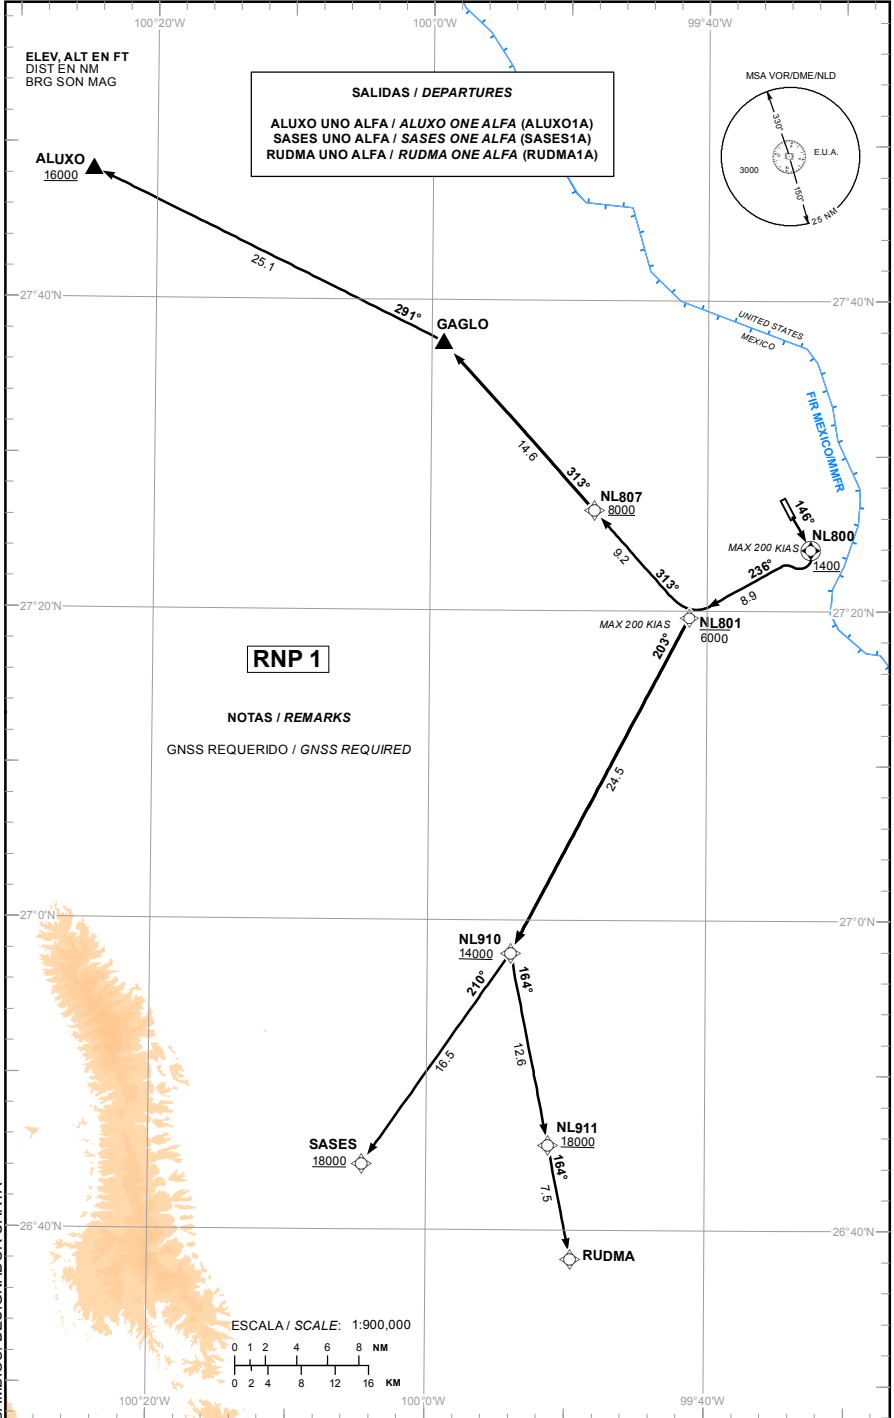 100°20'W
100°0'W
99°40'W
ELEV, ALT EN FT
DIST EN NM
BRG SON MAG
SALIDAS / DEPARTURES
ALUXO UNO ALFA / ALUXO ONE ALFA (ALUXO1A)
SASES UNO ALFA / SASES ONE ALFA (SASES1A)
RUDMA UNO ALFA / RUDMA ONE ALFA (RUDMA1A)
MSA VOR/DME/NLD
330°
E.U.A.
3000
150°
25 NM
ALUXO
16000
25.1
291°
GAGLO
27°40'N
27°40'N
UNITED STATES
MEXICO
FIR MEXICO/MMFR
14.6
313°
NL807
8000
9.2
313°
146°
NL800
MAX 200 KIAS
1400
236°
8.9
27°20'N
27°20'N
MAX 200 KIAS
NL801
6000
203°
RNP 1
NOTAS / REMARKS
GNSS REQUERIDO / GNSS REQUIRED
24.5
27°0'N
27°0'N
NL910
14000
210°
164°
16.5
12.6
NL911
18000
SASES
18000
164°
7.5
26°40'N
26°40'N
RUDMA
ESCALA / SCALE: 1:900,000
0 1 2 4 6 8 NM
0 2 4 8 12 16 KM
100°20'W
100°0'W
99°40'W